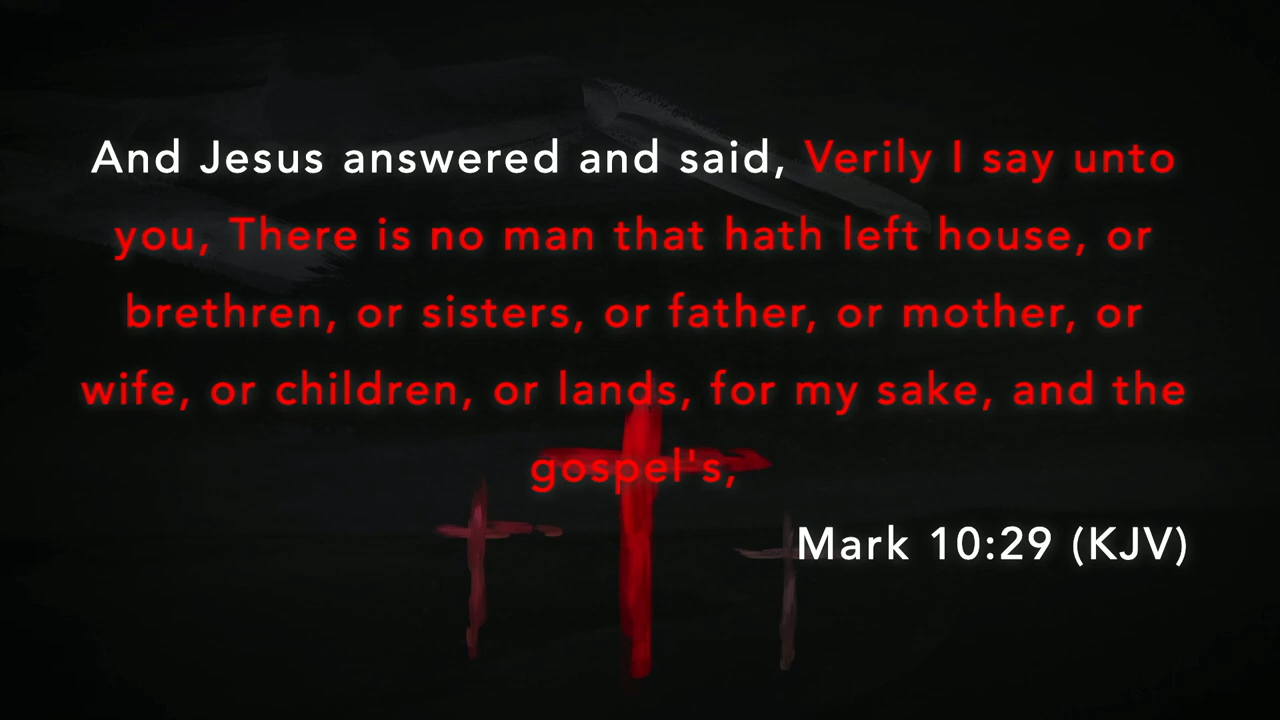 And Jesus answered and said, Verily I say unto
you, There is no man that hath left house, or
brethren, or sisters, or father, or mother, or
wife, or children, or lands, for my sake, and the
gospel's,
Mark 10:29 (KJV)